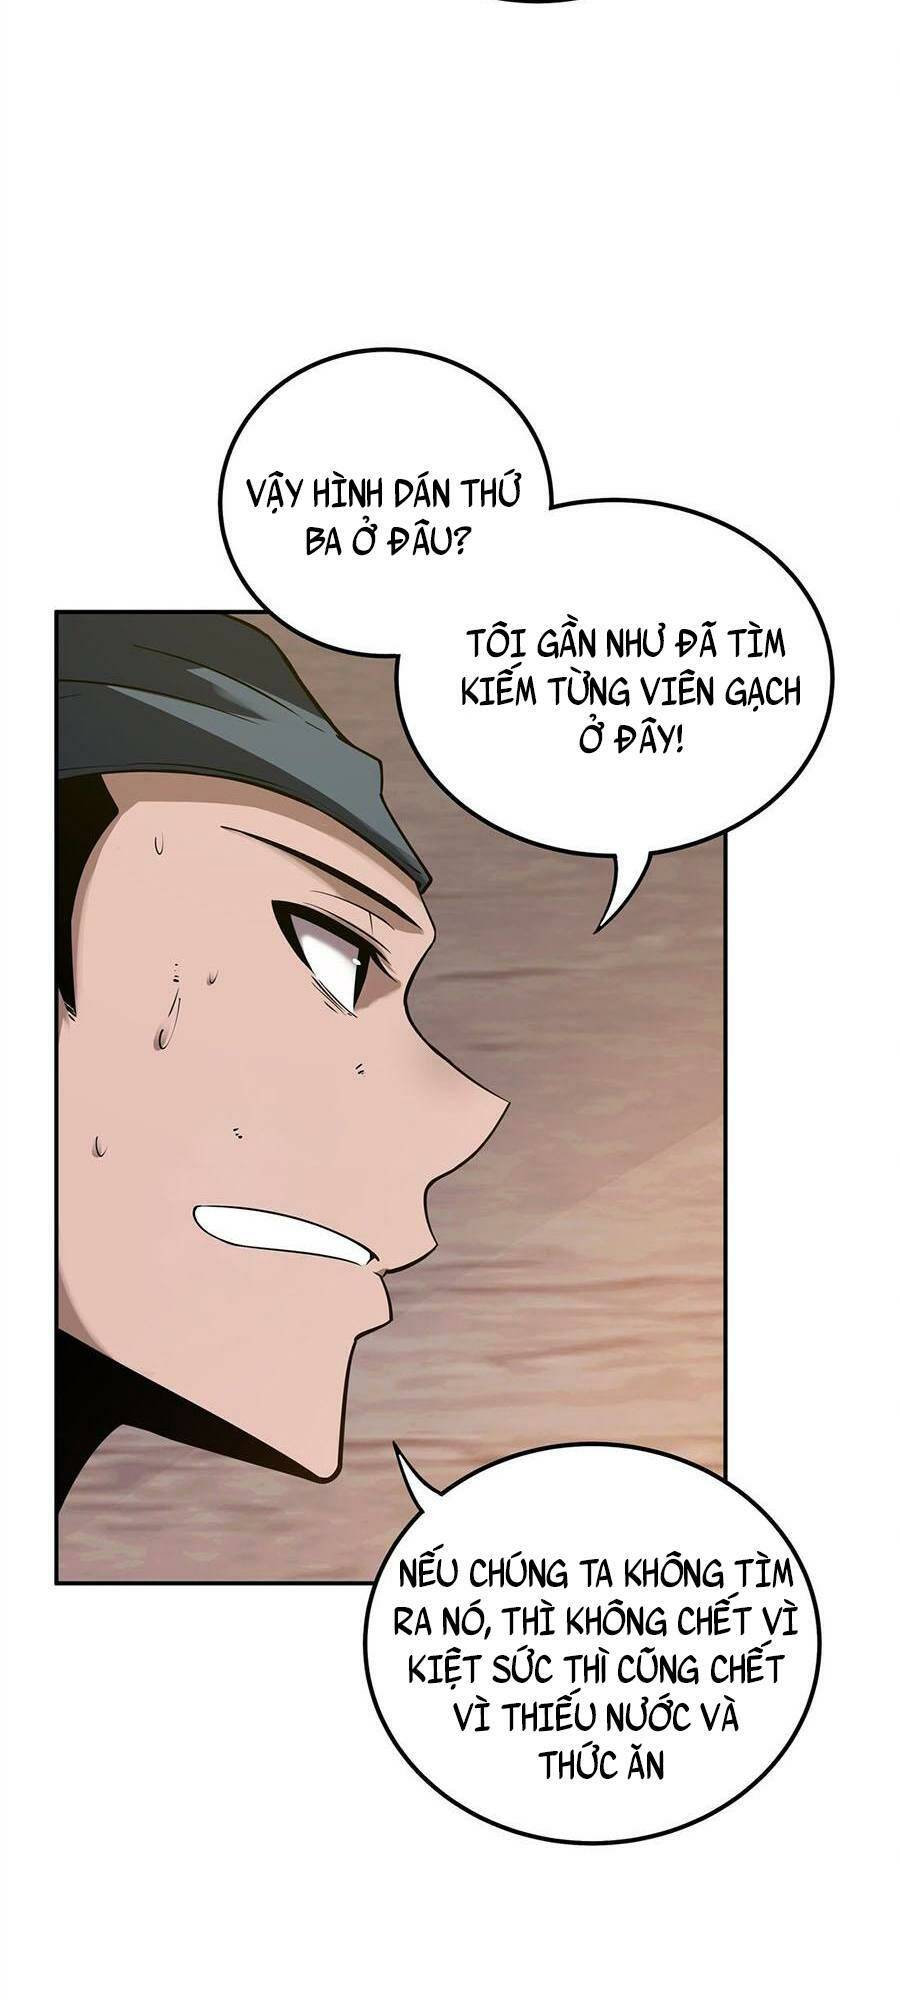 VẬY HÌNH DÁN THỨ
BA Ở ĐÂU?
TÔI GẦN NHƯ ĐÃ TÌM
KIẾM TỪNG VIÊN GẠCH
Ở ĐÂY!
NẾU CHÚNG TA KHÔNG TÌM
RA NÓ, THÌ KHÔNG CHẾT VÌ
KIỆT SỨC THÌ CŨNG CHẾT
VÌ THIẾU NƯỚC VÀ
THỨC ĂN